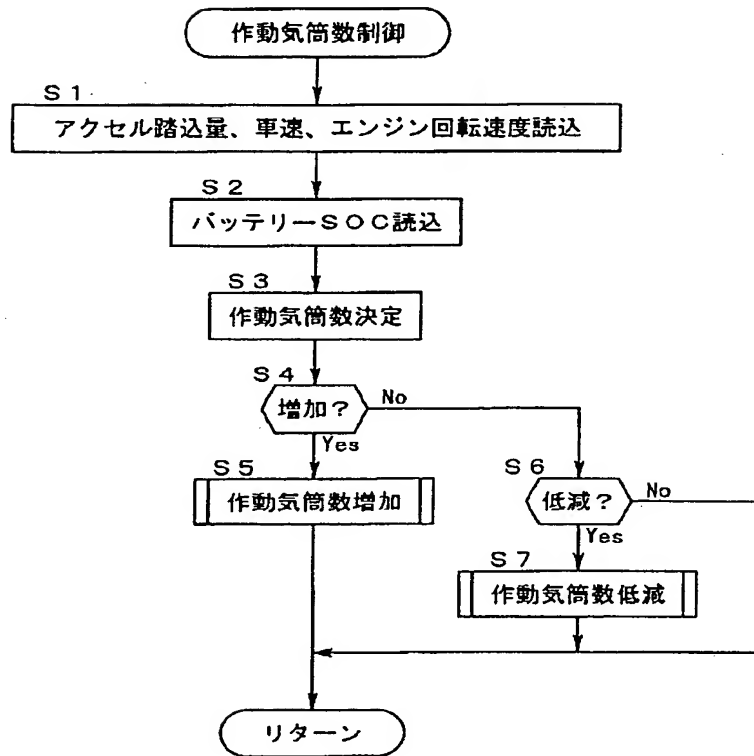 作動気筒数制御
S1
アクセル踏込量、車速、エンジン回転速度読込
S2
バッテリーSOC読込
S3
作動気筒数決定
S4
増加?
No
Yes
S5
作動気筒数増加
S6
低減?
No
Yes
S7
作動気筒数低減
リターン